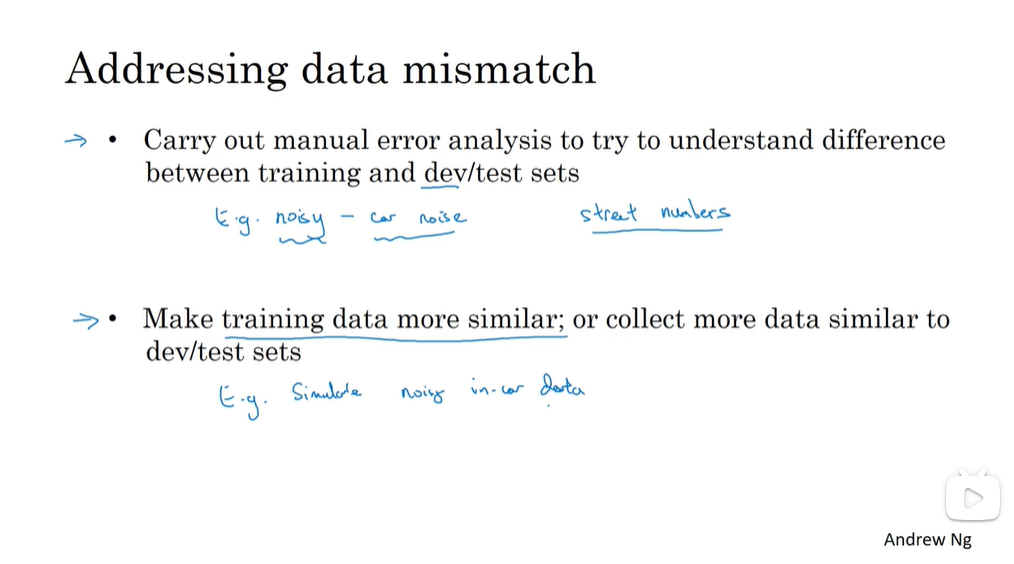 Addressing data mismatch
→ • Carry out manual error analysis to try to understand difference
between training and dev/test sets
E.g. noisy - car noise street numbers
→ • Make training data more similar; or collect more data similar to
dev/test sets
E.g. Simulate noisy in-car data
Andrew Ng